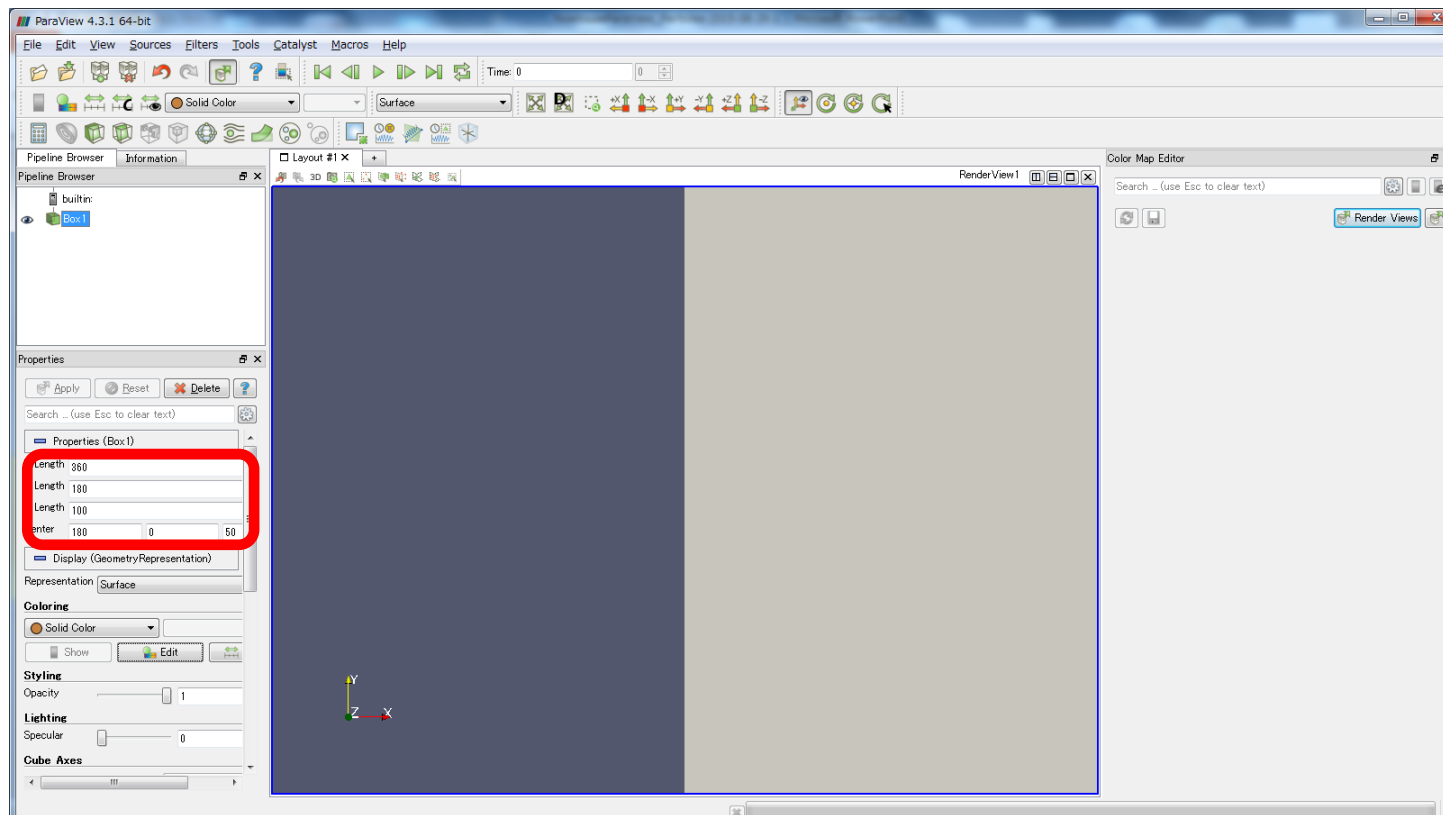 ParaView 4.3.1 64-bit
File Edit View Sources Filters Tools Catalyst Macros Help
Time: 0 0
Solid Color Surface
Pipeline Browser Information Layout #1 × + Color Map Editor
Pipeline Browser 3D RenderView1
Search ... (use Esc to clear text)
builtin:
Box1
Render Views
Properties
Apply Reset Delete ?
Search ... (use Esc to clear text)
Properties (Box1)
Length 360
Length 180
Length 100
enter 180 0 50
Display (GeometryRepresentation)
Representation Surface
Coloring
Solid Color
Show Edit
Styling
Opacity 1
Lighting
Specular 0
Cube Axes
Y
Z X